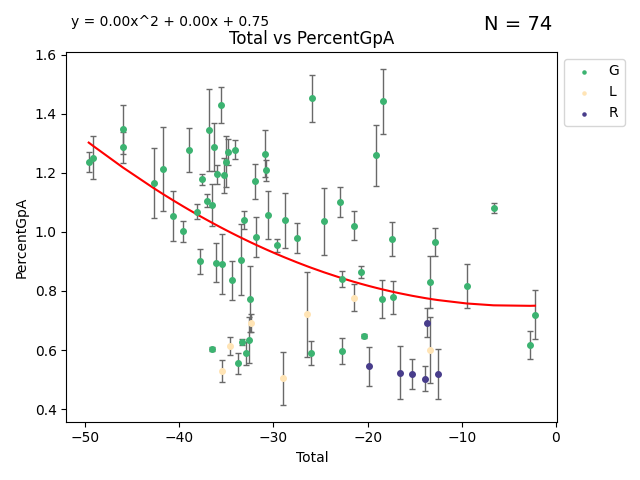 y = 0.00x^2 + 0.00x + 0.75
N = 74
Total vs PercentGpA
1.6
1.4
1.2
1.0
0.8
0.6
0.4
PercentGpA
−50
−40
−30
−20
−10
0
Total
G
L
R